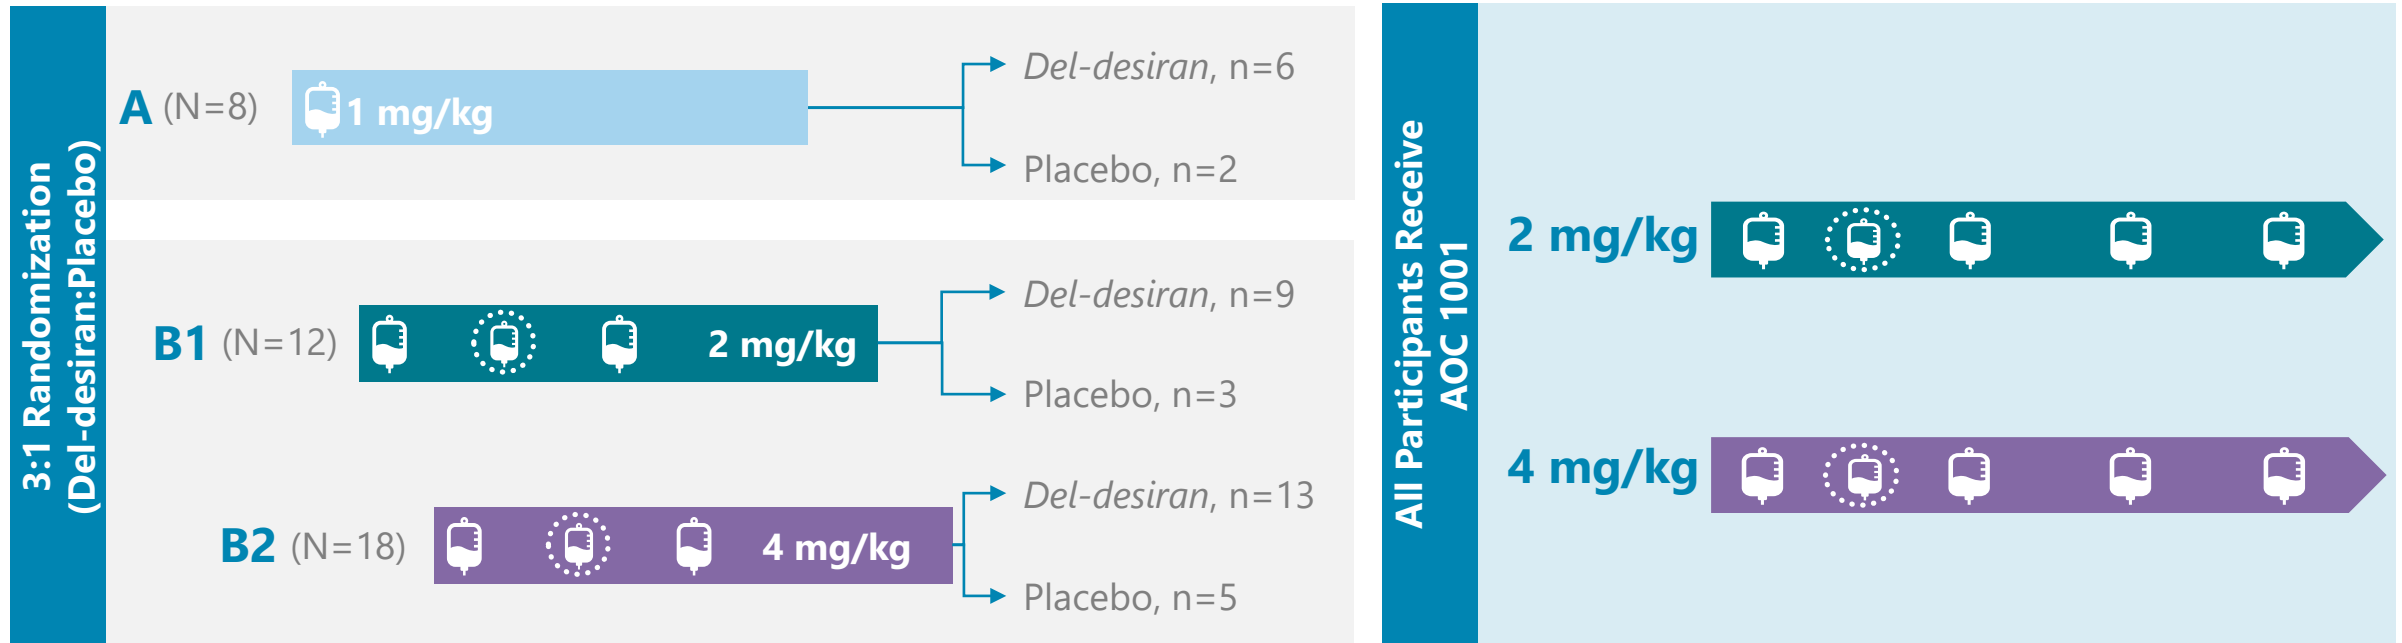 3:1 Randomization
(Del-desiran:Placebo)
A (N=8)
1 mg/kg
Del-desiran, n=6
Placebo, n=2
B1 (N=12)
2 mg/kg
Del-desiran, n=9
Placebo, n=3
B2 (N=18)
4 mg/kg
Del-desiran, n=13
Placebo, n=5
All Participants Receive
AOC 1001
2 mg/kg
4 mg/kg